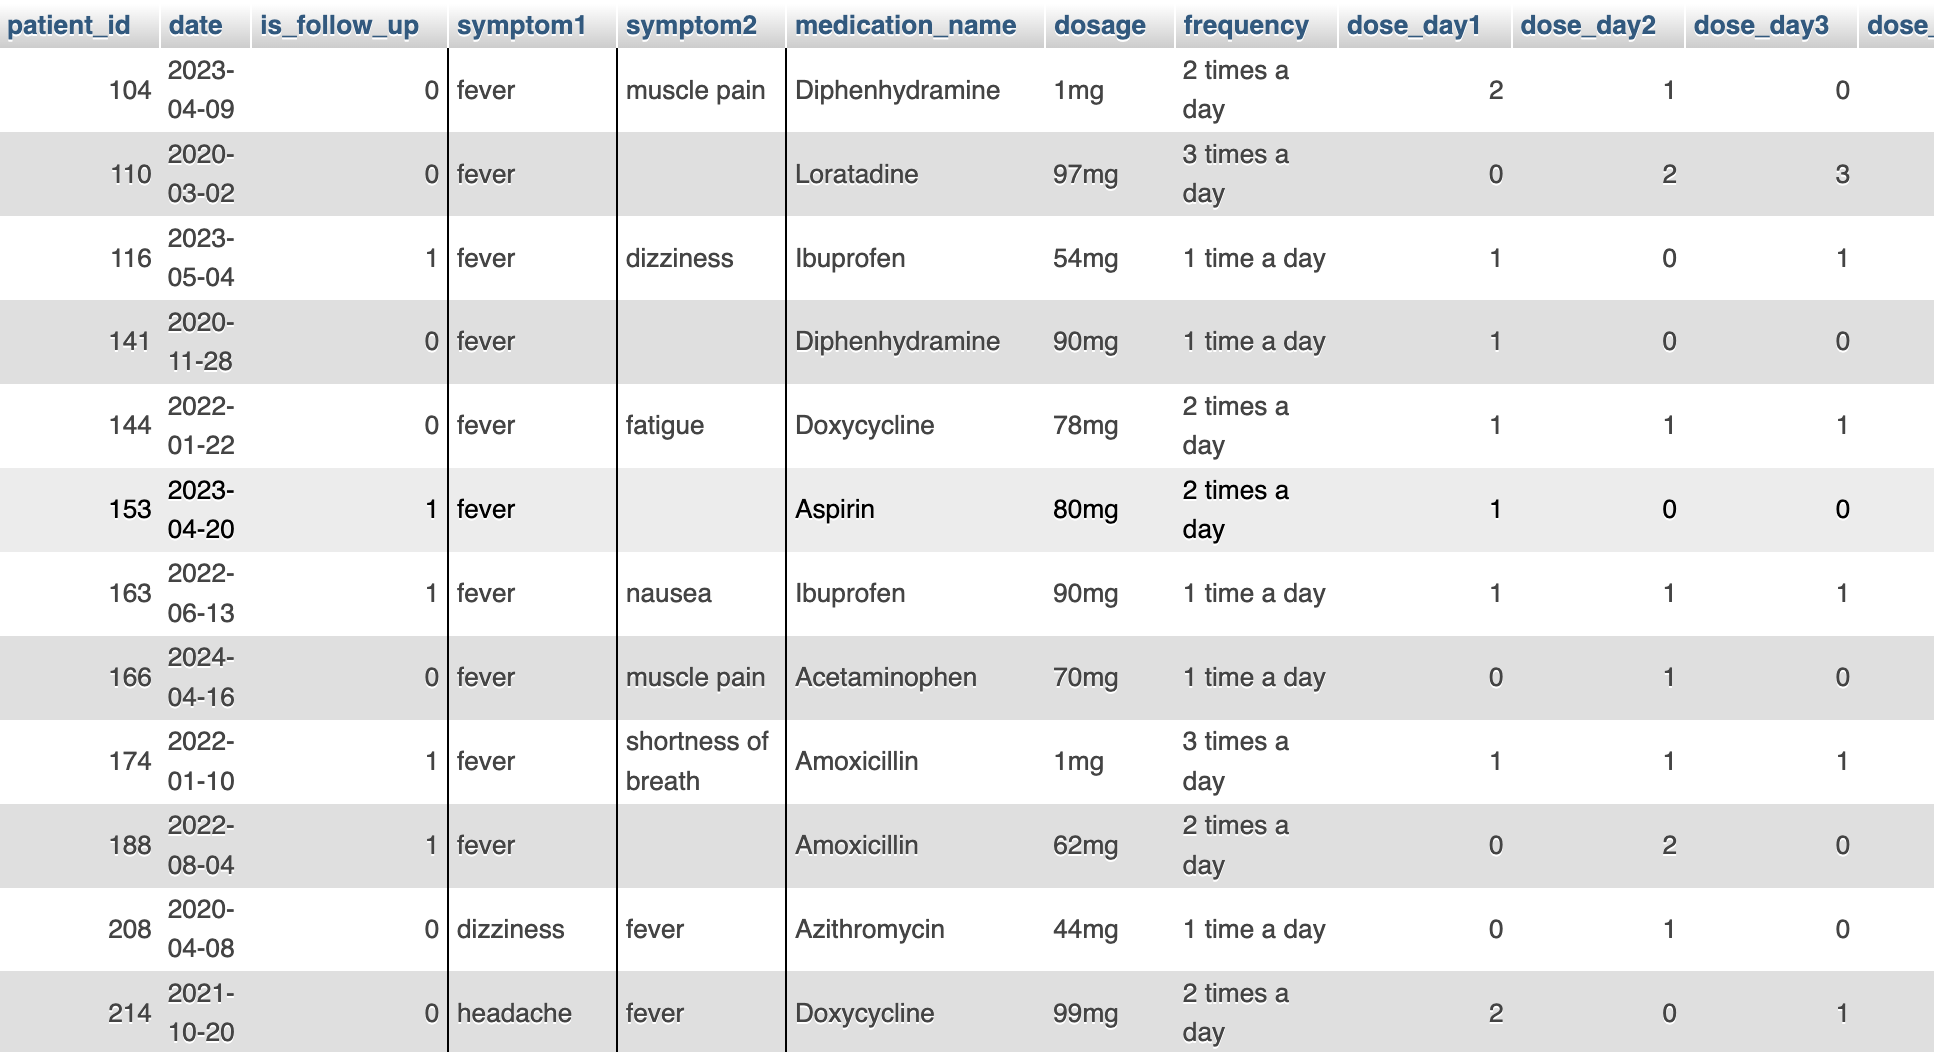 patient_id date is_follow_up symptom1 symptom2 medication_name dosage frequency dose_day1 dose_day2 dose_day3 dose_
104 2023-04-09 0 fever muscle pain Diphenhydramine 1mg 2 times a day 2 1 0
110 2020-03-02 0 fever Loratadine 97mg 3 times a day 0 2 3
116 2023-05-04 1 fever dizziness Ibuprofen 54mg 1 time a day 1 0 1
141 2020-11-28 0 fever Diphenhydramine 90mg 1 time a day 1 0 0
144 2022-01-22 0 fever fatigue Doxycycline 78mg 2 times a day 1 1 1
153 2023-04-20 1 fever Aspirin 80mg 2 times a day 1 0 0
163 2022-06-13 1 fever nausea Ibuprofen 90mg 1 time a day 1 1 1
166 2024-04-16 0 fever muscle pain Acetaminophen 70mg 1 time a day 0 1 0
174 2022-01-10 1 fever shortness of breath Amoxicillin 1mg 3 times a day 1 1 1
188 2022-08-04 1 fever Amoxicillin 62mg 2 times a day 0 2 0
208 2020-04-08 0 dizziness fever Azithromycin 44mg 1 time a day 0 1 0
214 2021-10-20 0 headache fever Doxycycline 99mg 2 times a day 2 0 1